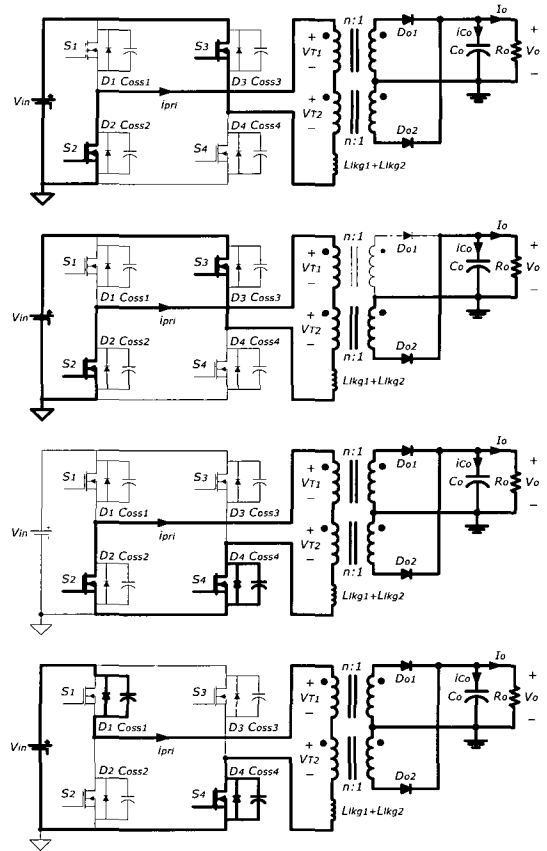 n:1
Do1
Io
S1
S3
VT1
iCo
Co
Ro
Vo
D1 Coss1
D3 Coss3
Vin
ipri
D2 Coss2
D4 Coss4
VT2
S2
S4
Do2
n:1
Llkg1+Llkg2
n:1
Do1
Io
S1
S3
VT1
iCo
Co
Ro
Vo
D1 Coss1
D3 Coss3
Vin
ipri
D2 Coss2
D4 Coss4
VT2
S2
S4
Do2
n:1
Llkg1+Llkg2
n:1
Do1
Io
S1
S3
VT1
iCo
Co
Ro
Vo
D1 Coss1
D3 Coss3
Vin
ipri
D2 Coss2
D4 Coss4
VT2
S2
S4
Do2
n:1
Llkg1+Llkg2
n:1
Do1
Io
S1
S3
VT1
iCo
Co
Ro
Vo
D1 Coss1
D3 Coss3
Vin
ipri
D2 Coss2
D4 Coss4
VT2
S2
S4
Do2
n:1
Llkg1+Llkg2